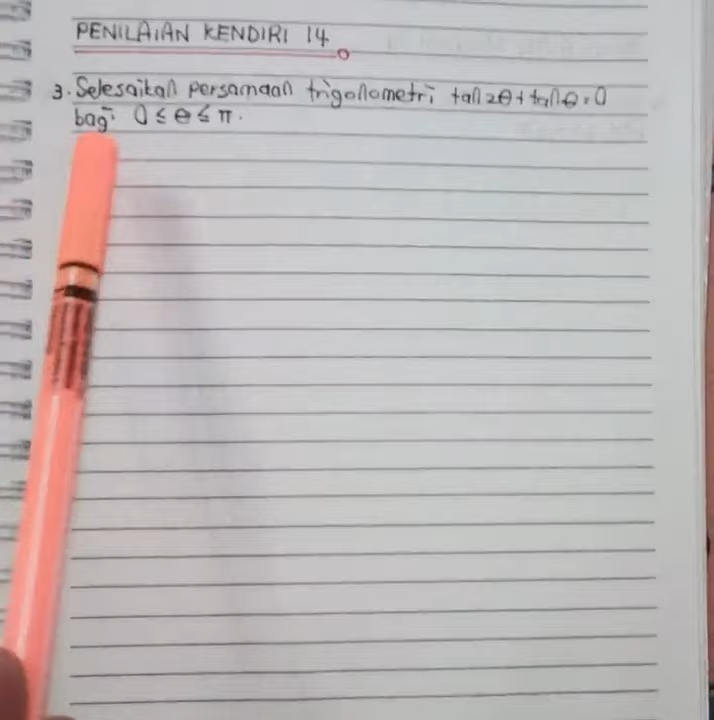 PENILAIAN KENDIRI 14
3. Selesaikan persamaan trigonometri tan 2θ + tan θ = 0
bagi 0 ≤ θ ≤ π.